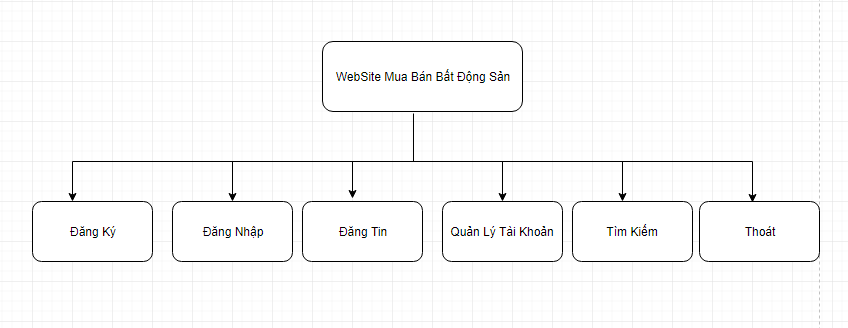 WebSite Mua Bán Bất Động Sản
Đăng Ký
Đăng Nhập
Đăng Tin
Quản Lý Tài Khoản
Tìm Kiếm
Thoát